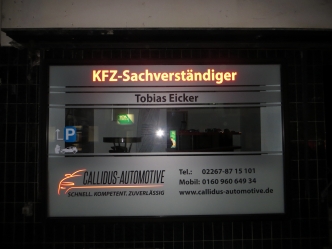 KFZ-Sachverständiger
Tobias Eicker
P
CALLIDUS-AUTOMOTIVE
SCHNELL. KOMPETENT. ZUVERLÄSSIG
Tel.: 02267-87 15 101
Mobil: 0160 960 649 34
www.callidus-automotive.de